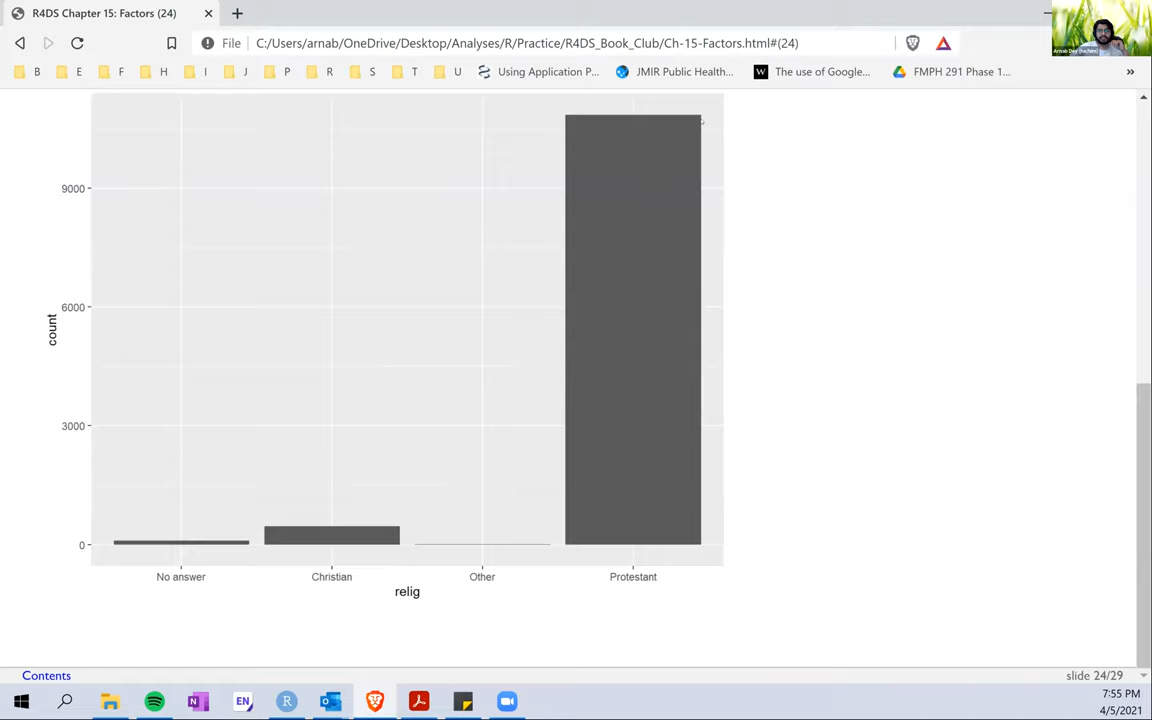 R4DS Chapter 15: Factors (24)
File C:/Users/arnab/OneDrive/Desktop/Analyses/R/Practice/R4DS_Book_Club/Ch-15-Factors.html#(24)
B E F H I J P R S T U Using Application P... JMIR Public Health... W The use of Google... FMPH 291 Phase 1... »
9000
6000
3000
0
count
No answer Christian Other Protestant
relig
Contents
slide 24/29
N EN R
7:55 PM
4/5/2021